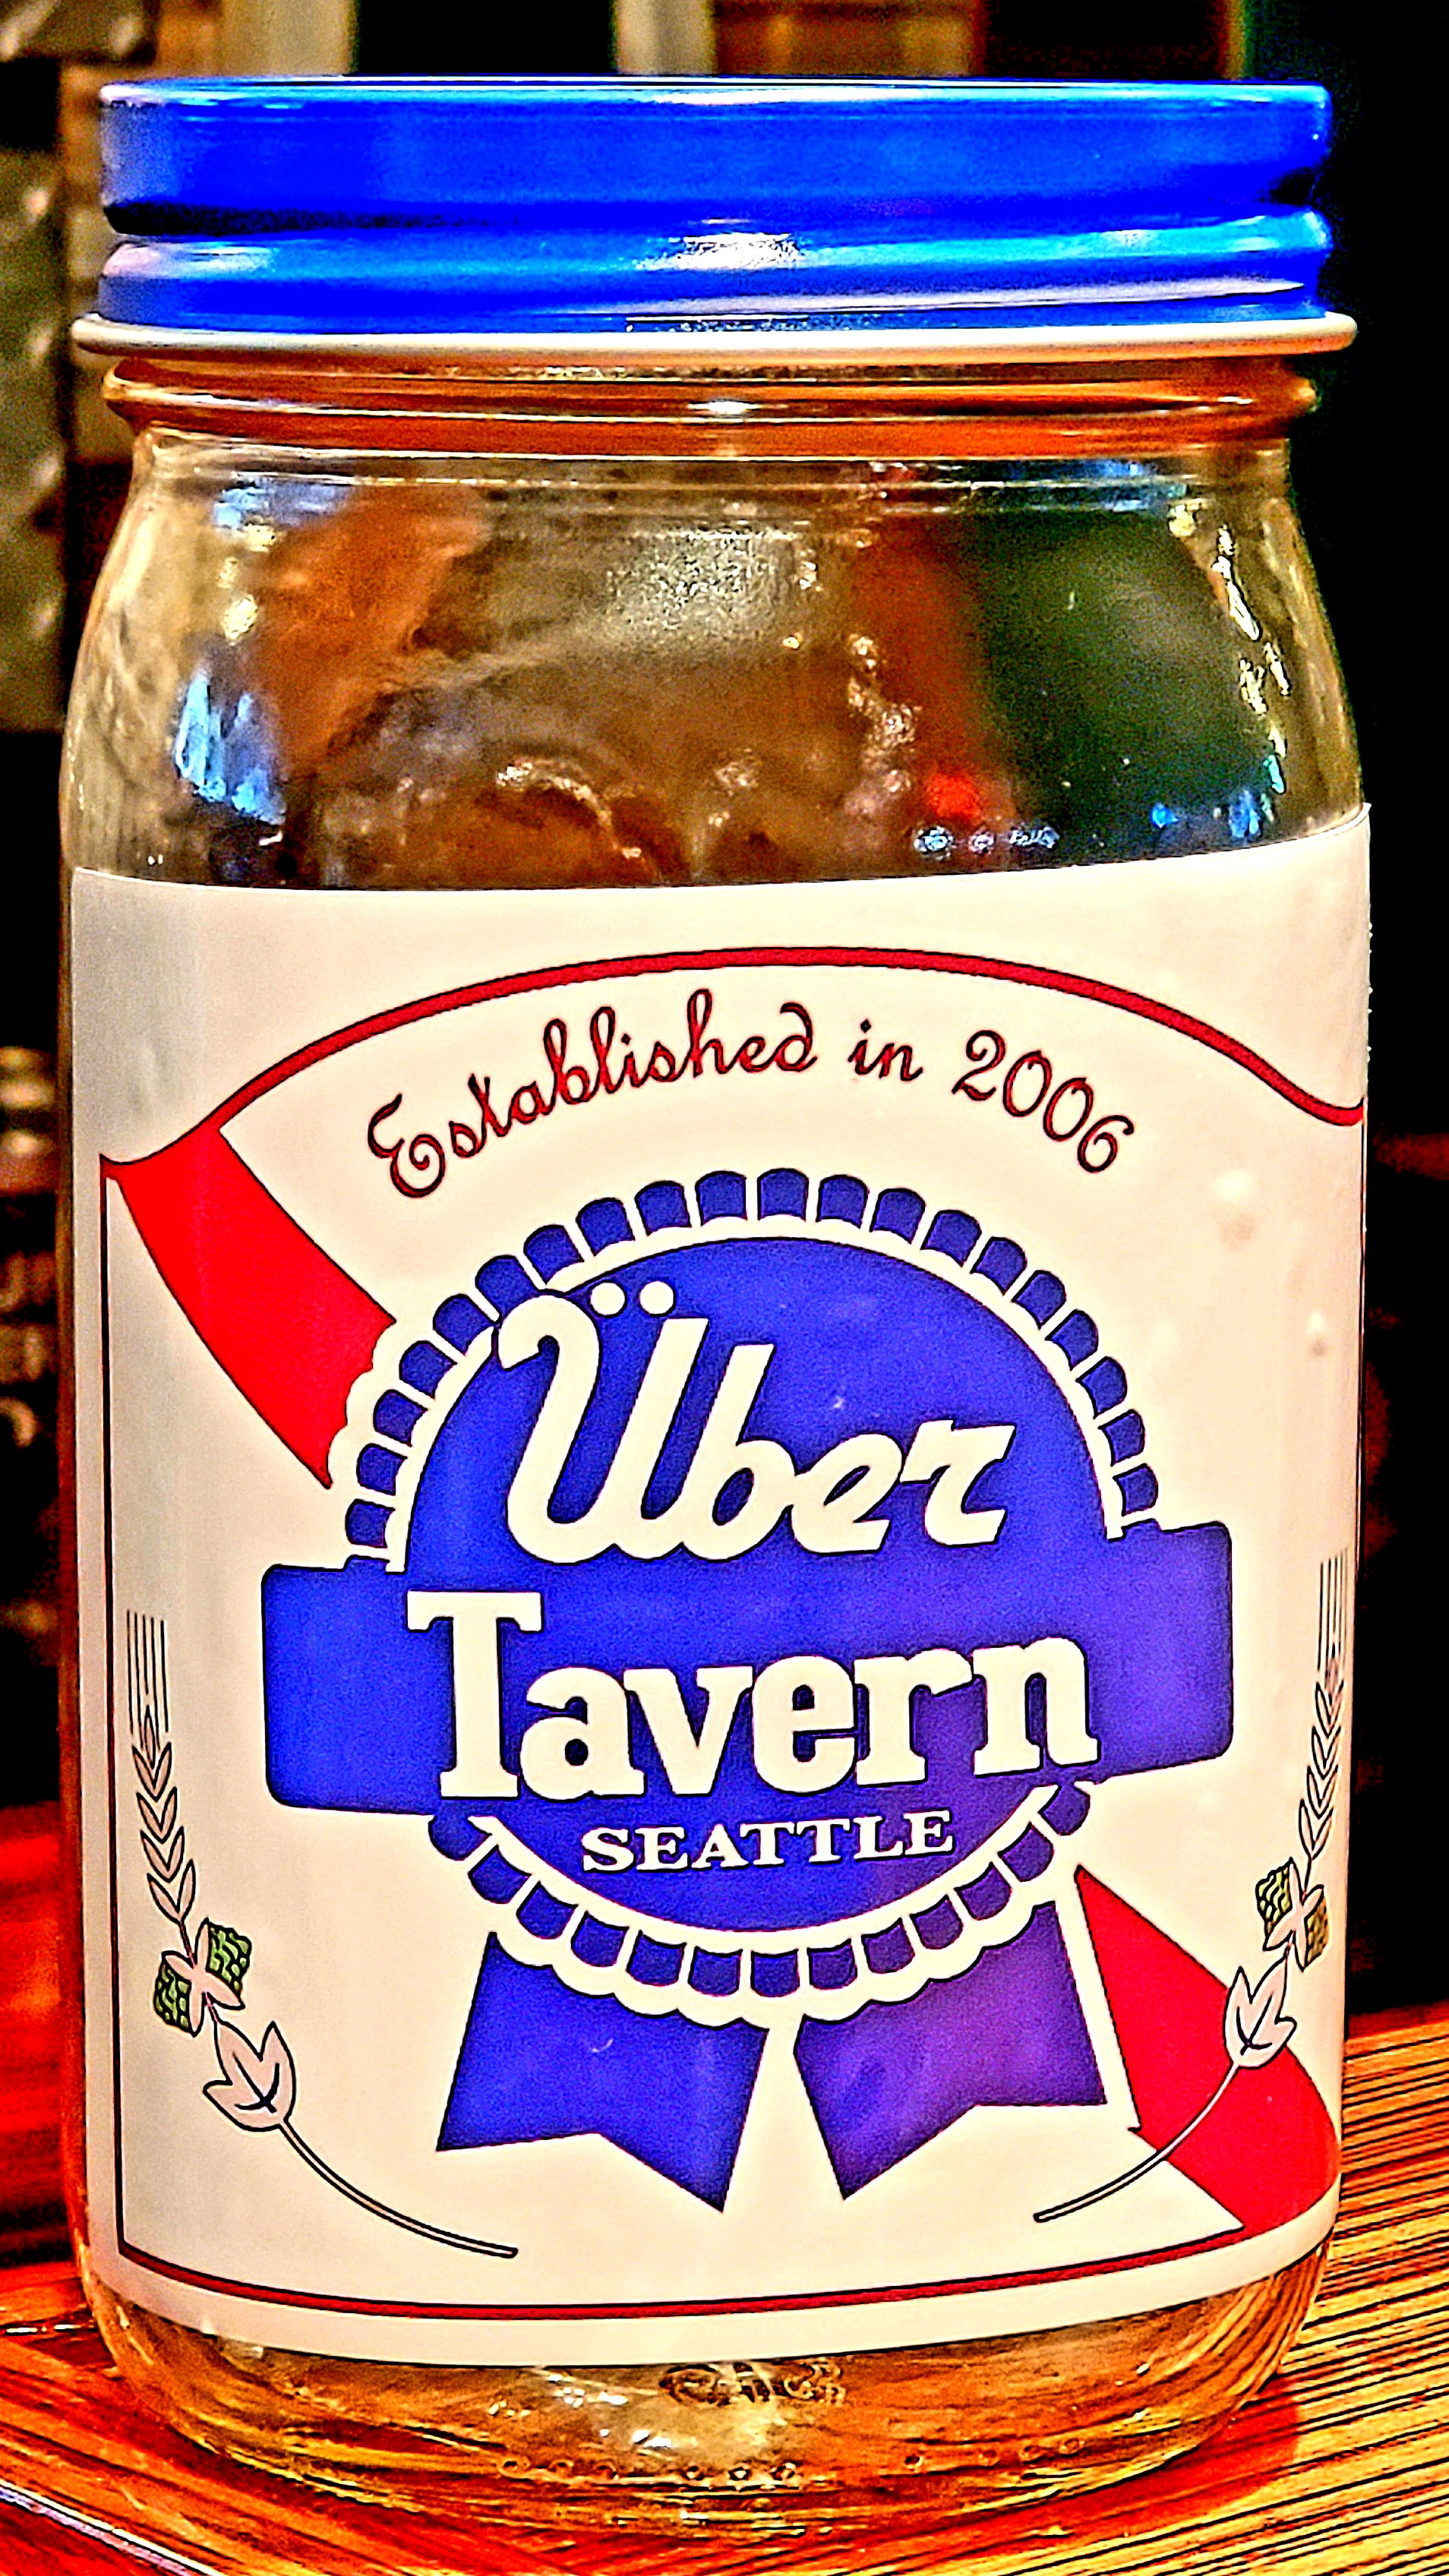 Established in 2006
Über
Tavern
SEATTLE